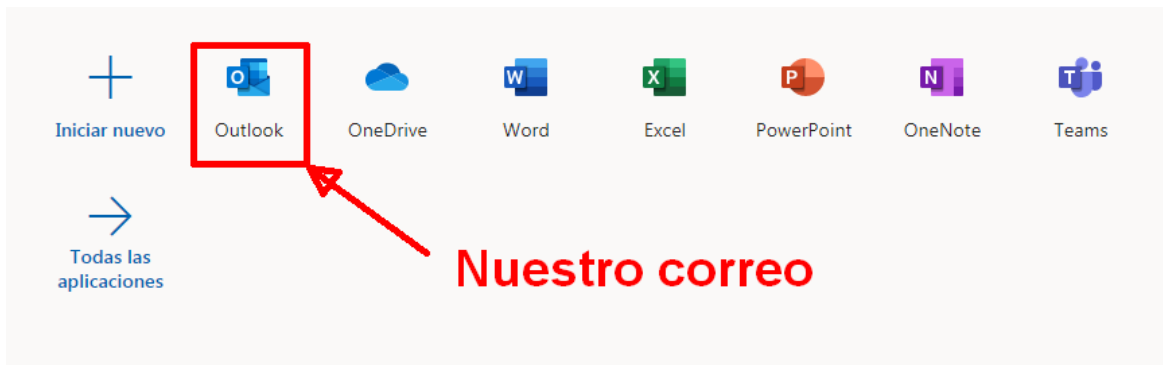 Iniciar nuevo
Outlook
OneDrive
Word
Excel
PowerPoint
OneNote
Teams
Todas las
aplicaciones
Nuestro correo